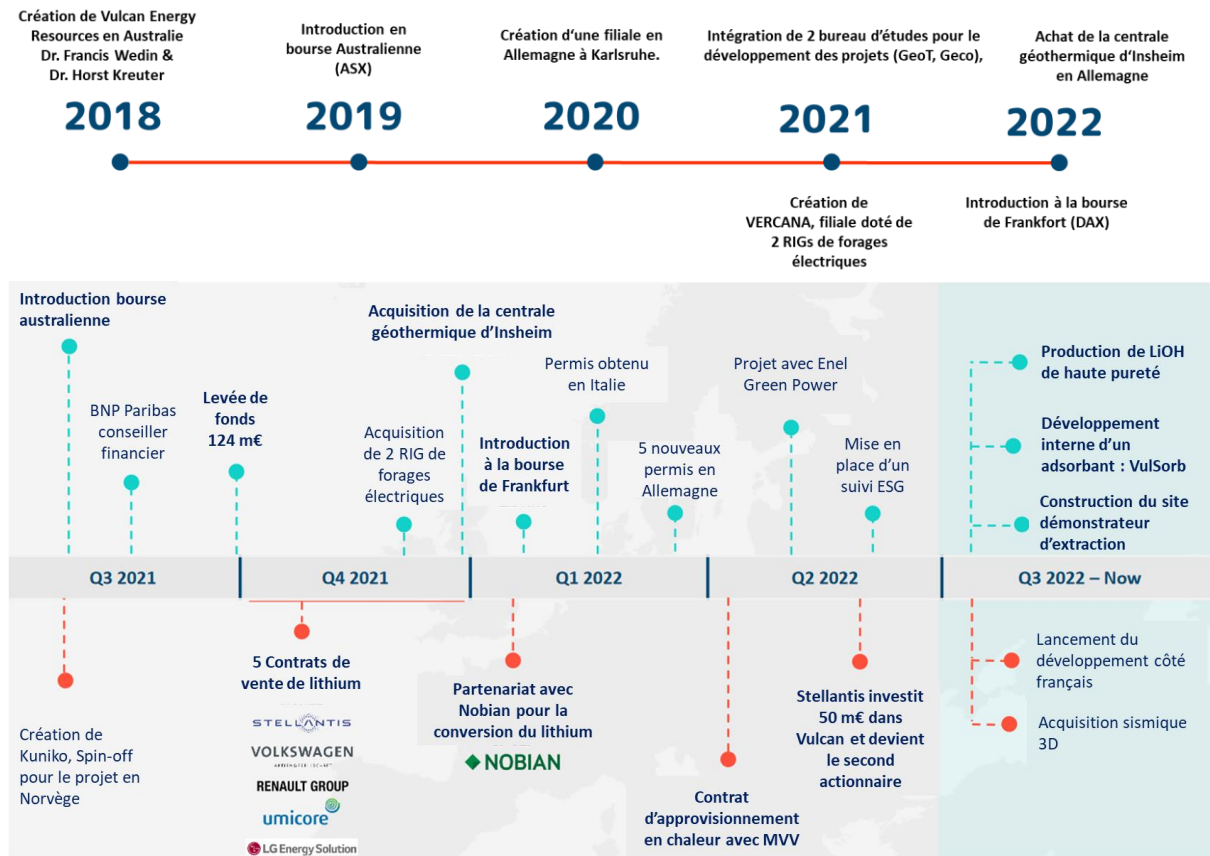 Création de Vulcan Energy
Resources en Australie
Dr. Francis Wedin &
Dr. Horst Kreuter
2018
Introduction en
bourse Australienne
(ASX)
2019
Création d'une filiale en
Allemagne à Karlsruhe.
2020
Intégration de 2 bureau d'études pour le
développement des projets (GeoT, Geco),
2021
Achat de la centrale
géothermique d'Insheim
en Allemagne
2022
Création de
VERCANA, filiale doté de
2 RIGs de forages
électriques
Introduction à la bourse
de Frankfort (DAX)
Introduction bourse
australienne
BNP Paribas
conseiller
financier
Levée de
fonds
124 m€
Acquisition de la centrale
géothermique d'Insheim
Acquisition
de 2 RIG de
forages
électriques
Introduction
à la bourse
de Frankfurt
Permis obtenu
en Italie
5 nouveaux
permis en
Allemagne
Projet avec Enel
Green Power
Mise en
place d'un
suivi ESG
Production de LiOH
de haute pureté
Développement
interne d'un
adsorbant : VulSorb
Construction du site
démonstrateur
d'extraction
Q3 2021
Q4 2021
Q1 2022
Q2 2022
Q3 2022 – Now
Création de
Kuniko, Spin-off
pour le projet en
Norvège
5 Contrats de
vente de lithium
STELLANTIS
VOLKSWAGEN
AKTIENGESELLSCHAFT
RENAULT GROUP
umicore
LG Energy Solution
Partenariat avec
Nobian pour la
conversion du lithium
NOBIAN
Contrat
d'approvisionnement
en chaleur avec MVV
Stellantis investit
50 m€ dans
Vulcan et devient
le second
actionnaire
Lancement du
développement côté
français
Acquisition sismique
3D